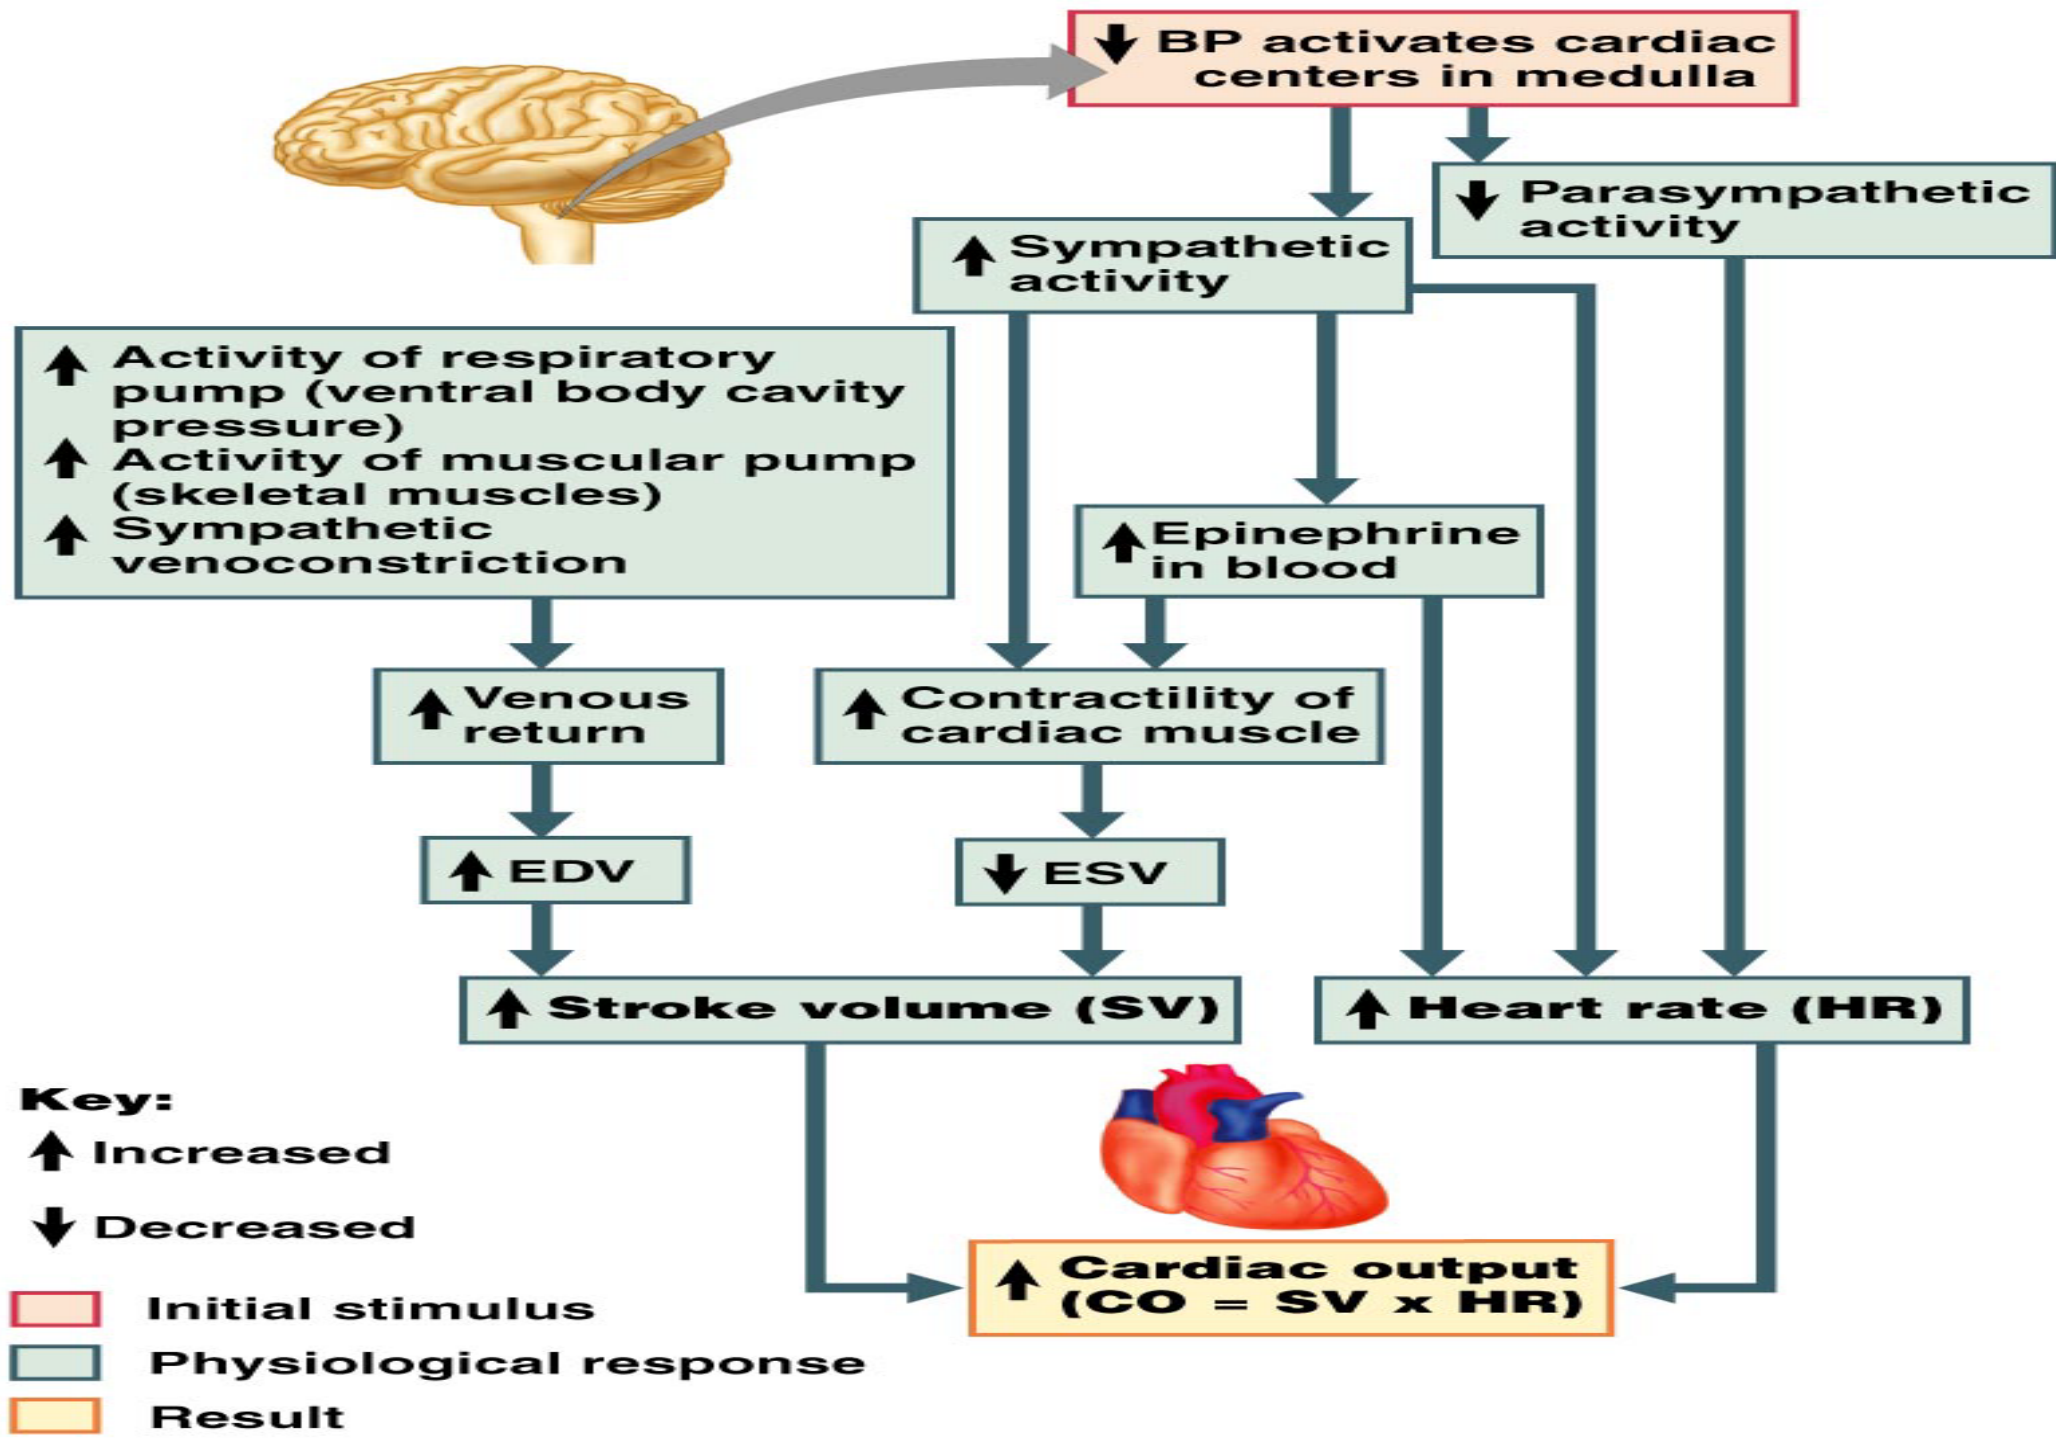 ↓ BP activates cardiac
centers in medulla
↓ Parasympathetic
activity
↑ Sympathetic
activity
↑ Activity of respiratory
pump (ventral body cavity
pressure)
↑ Activity of muscular pump
(skeletal muscles)
↑ Sympathetic
venoconstriction
↑ Epinephrine
in blood
↑ Venous
return
↑ Contractility of
cardiac muscle
↑ EDV
↓ ESV
↑ Stroke volume (SV)
↑ Heart rate (HR)
Key:
↑ Increased
↓ Decreased
Initial stimulus
Physiological response
Result
↑ Cardiac output
(CO = SV x HR)